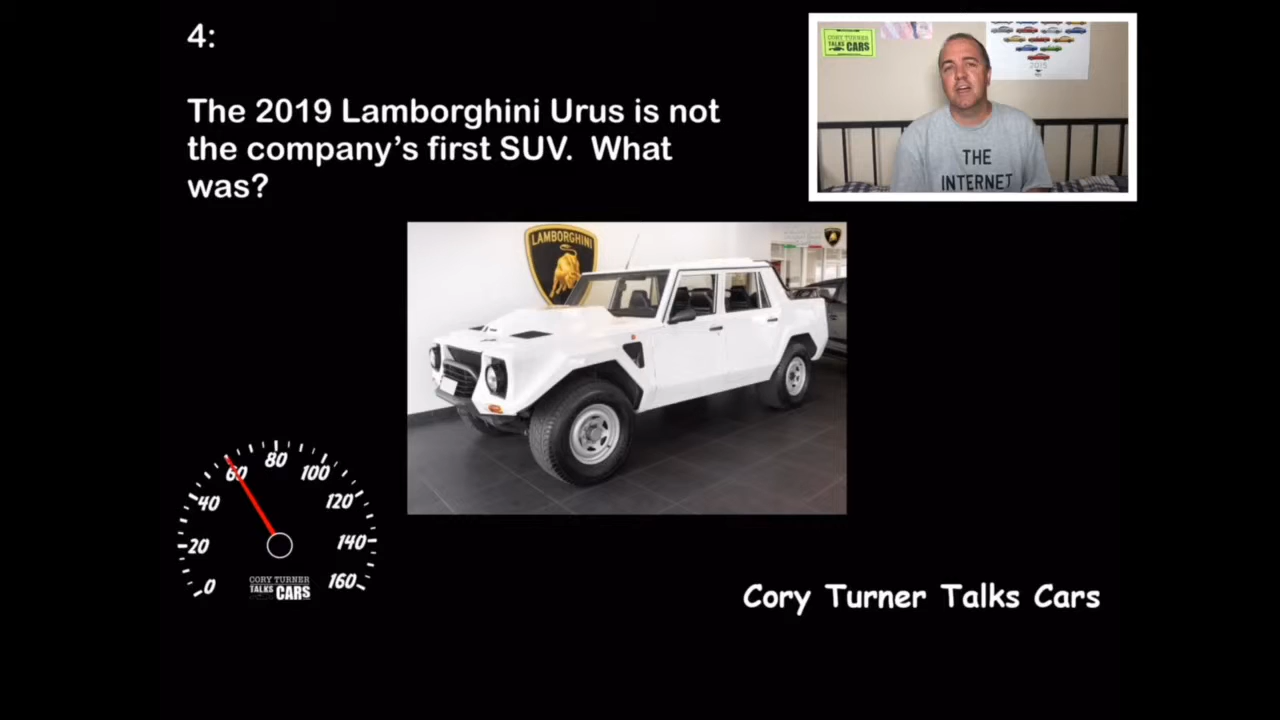 4:
The 2019 Lamborghini Urus is not
the company's first SUV.  What
was?
CORY TURNER
TALKS
CARS
2015
THE
INTERNET
LAMBORGHINI
0
20
40
60
80
100
120
140
160
CORY TURNER
TALKS CARS
Cory Turner Talks Cars